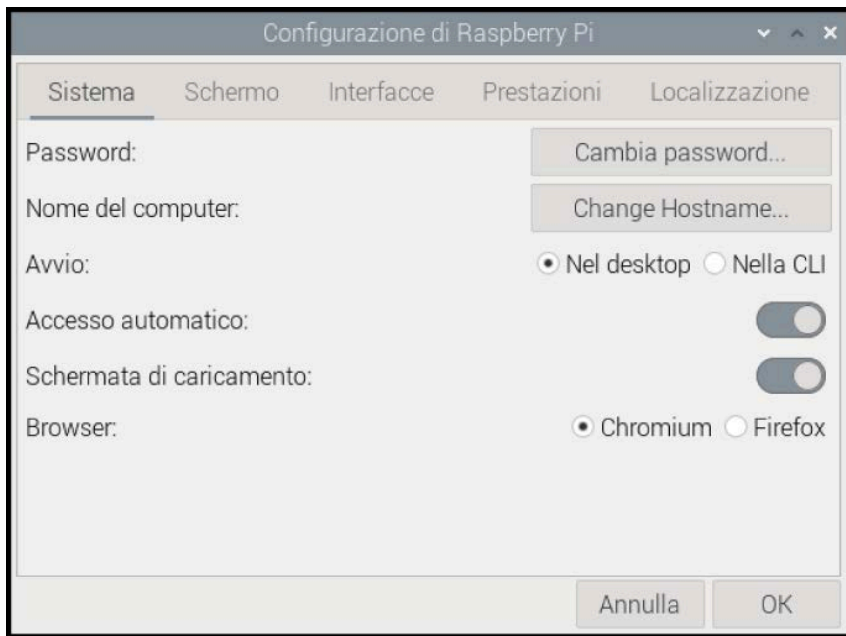 Configurazione di Raspberry Pi
Sistema Schermo Interfacce Prestazioni Localizzazione
Password: Cambia password...
Nome del computer: Change Hostname...
Avvio: Nel desktop Nella CLI
Accesso automatico:
Schermata di caricamento:
Browser: Chromium Firefox
Annulla OK